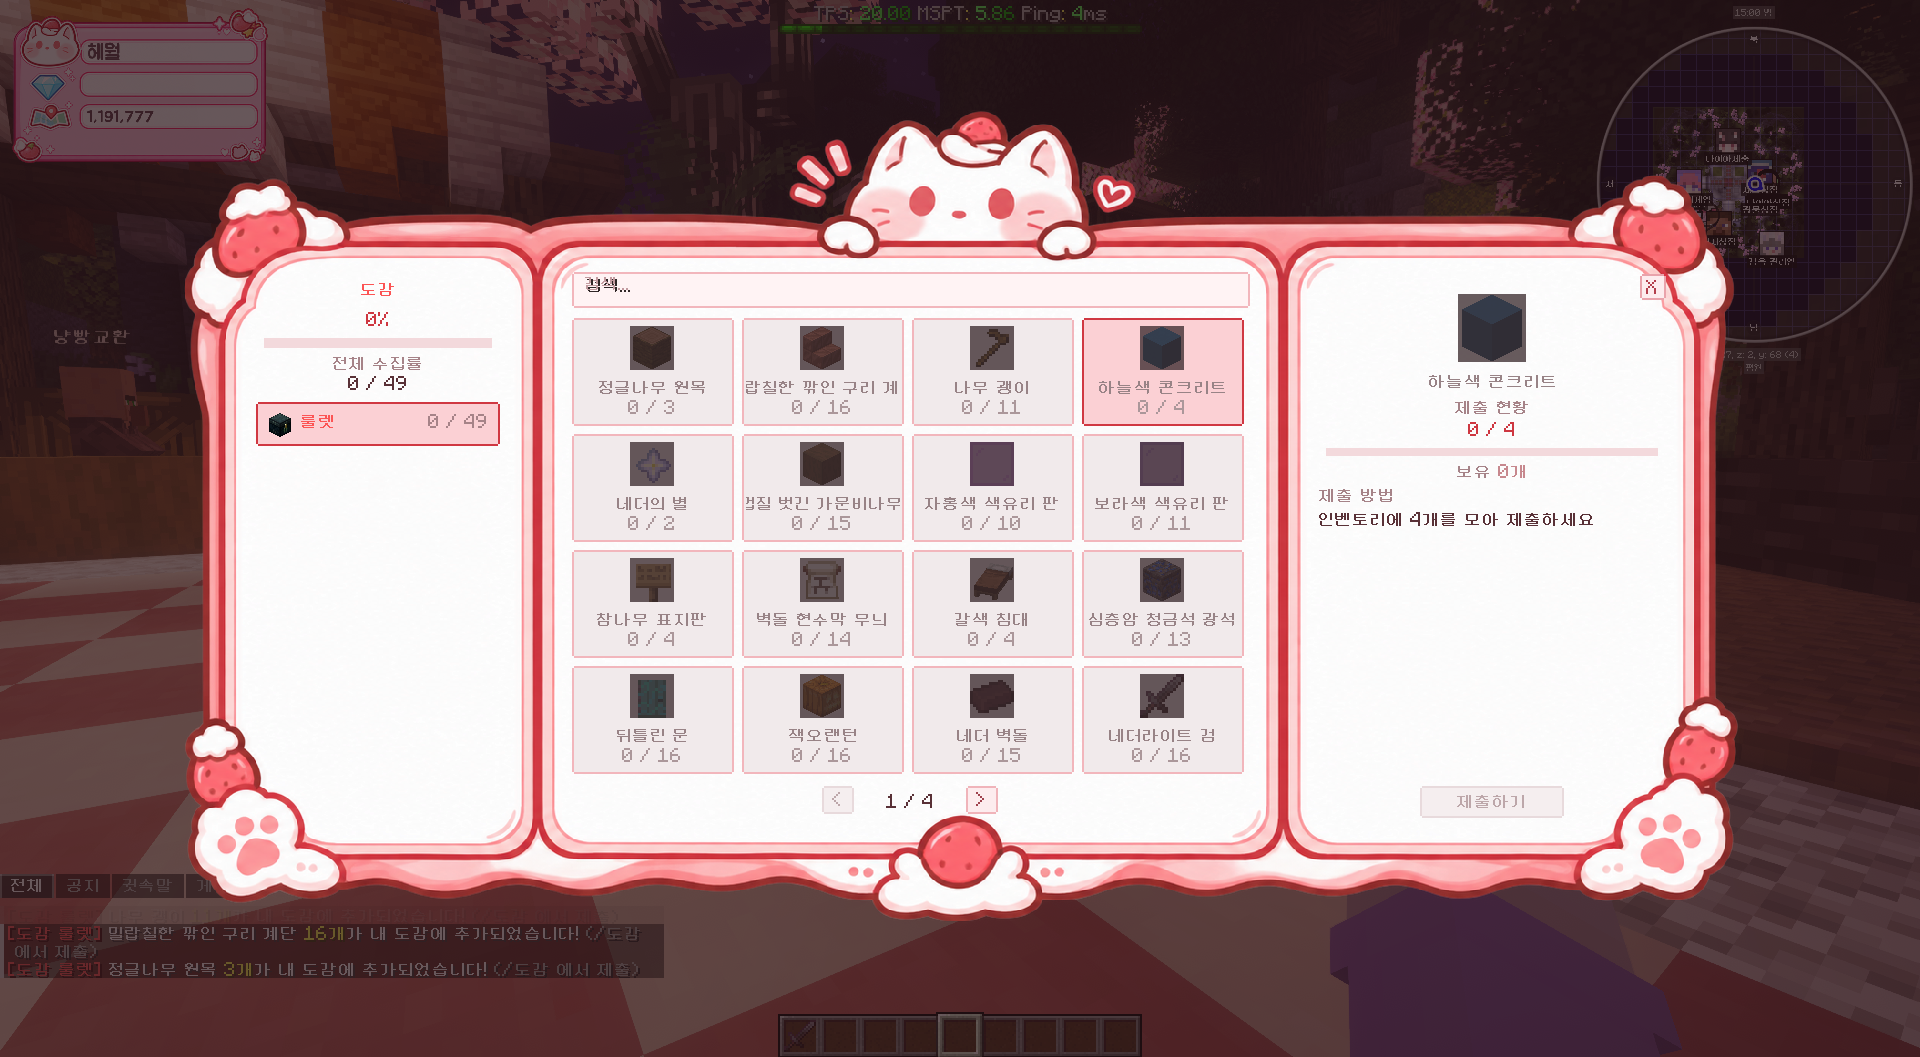 TPS: 20.00 MSPT: 5.86 Ping: 4ms
15:00
혜월
1,191,777
북
서
동
남
냥빵교환
도감
0%
전체 수집률
0 / 49
룰렛 0 / 49
검색...
정글나무 원목
0 / 3
랍칠한 깎인 구리 계
0 / 16
나무 괭이
0 / 11
하늘색 콘크리트
0 / 4
네더의 별
0 / 2
껍질 벗긴 가문비나무
0 / 15
자홍색 색유리 판
0 / 10
보라색 색유리 판
0 / 11
참나무 표지판
0 / 4
벽돌 현수막 무늬
0 / 14
갈색 침대
0 / 4
심층암 청금석 광석
0 / 13
뒤틀린 문
0 / 16
잭오랜턴
0 / 16
네더 벽돌
0 / 15
네더라이트 검
0 / 16
<
1 / 4
>
X
하늘색 콘크리트
제출 현황
0 / 4
보유 0개
제출 방법
인벤토리에 4개를 모아 제출하세요
제출하기
전체 공지 귓속말
[도감 룰렛] 밀랍칠한 깎인 구리 계단 16개가 내 도감에 추가되었습니다! (/도감
에서 제출)
[도감 룰렛] 정글나무 원목 3개가 내 도감에 추가되었습니다! (/도감 에서 제출)